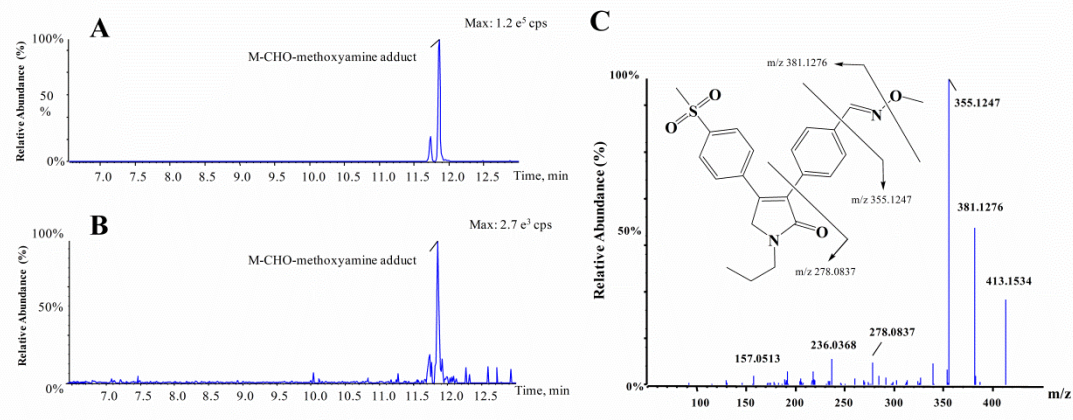 A
Max: 1.2 e5 cps
M-CHO-methoxyamine adduct
Relative Abundance (%)
100%
50
%
0%
7.0 7.5 8.0 8.5 9.0 9.5 10.0 10.5 11.0 11.5 12.0 12.5 Time, min
B
Max: 2.7 e3 cps
M-CHO-methoxyamine adduct
Relative Abundance (%)
100%
50%
0%
7.0 7.5 8.0 8.5 9.0 9.5 10.0 10.5 11.0 11.5 12.0 12.5 Time, min
C
m/z 381.1276
O
S
O
N
O
m/z 355.1247
O
N
m/z 278.0837
Relative Abundance (%)
100%
50%
0%
355.1247
381.1276
413.1534
278.0837
236.0368
157.0513
100 150 200 250 300 350 400 m/z